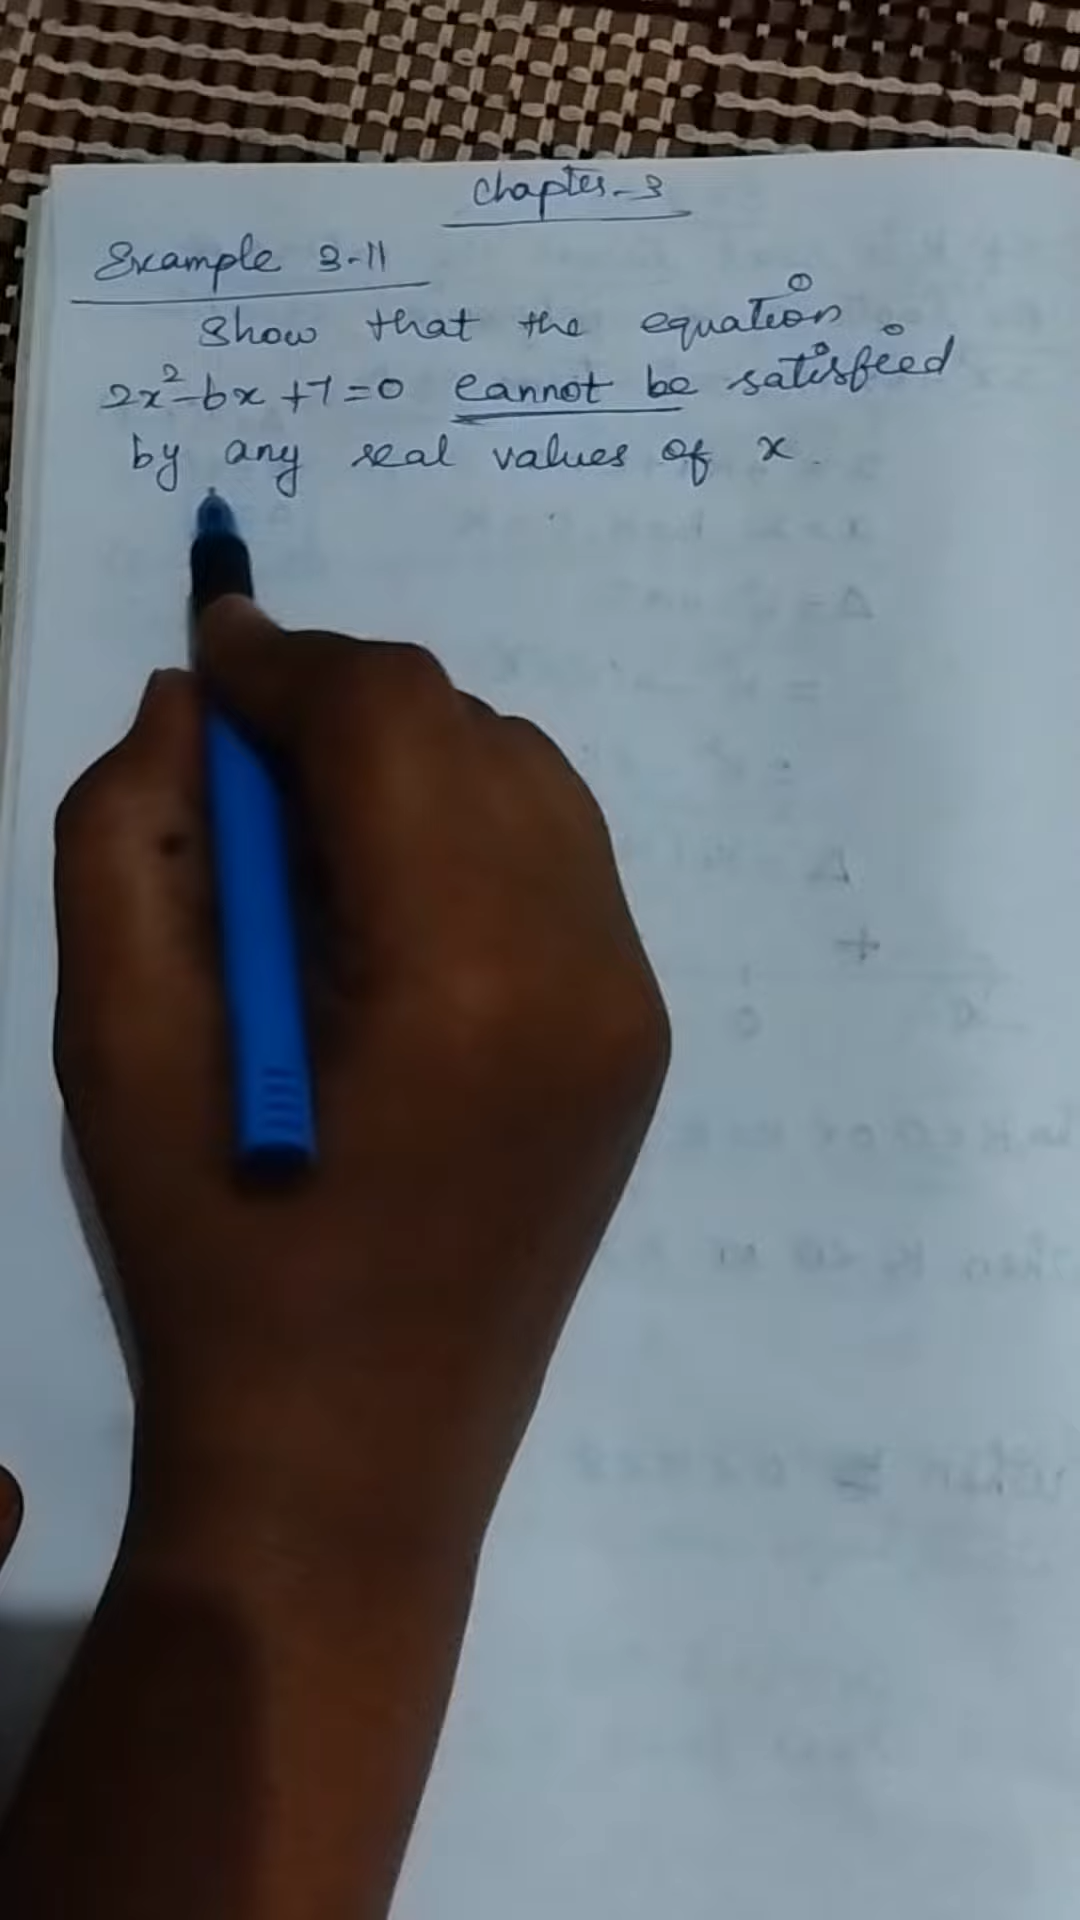 Chapter-3
Example 3.11
Show that the equation
2x²-6x+7=0 cannot be satisfied
by any real values of x.